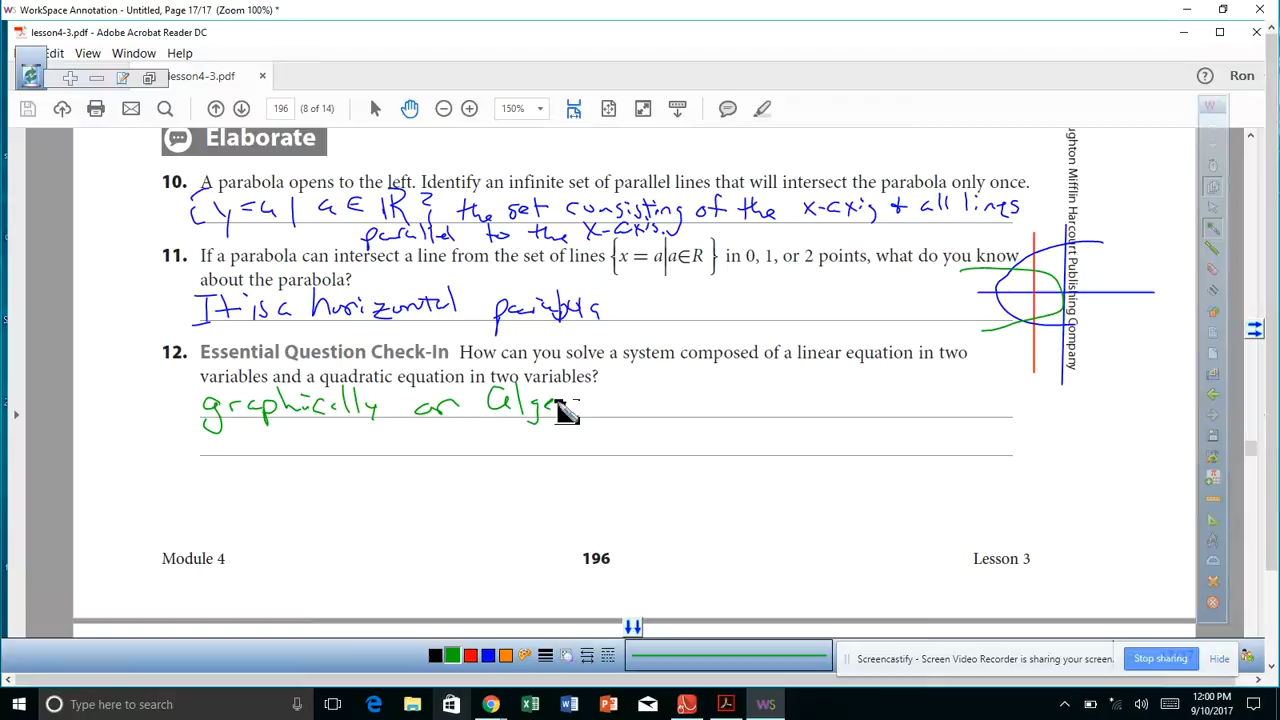 WorkSpace Annotation - Untitled, Page 17/17 (Zoom 100%) *
lesson4-3.pdf - Adobe Acrobat Reader DC
Edit View Window Help
lesson4-3.pdf × Ron
196 (8 of 14) 150%
Elaborate
10. A parabola opens to the left. Identify an infinite set of parallel lines that will intersect the parabola only once.
{ y = a | a ∈ R } the set consisting of the x-axis & all lines
parallel to the x-axis.
11. If a parabola can intersect a line from the set of lines {x = a|a∈R} in 0, 1, or 2 points, what do you know
about the parabola?
It is a horizontal parabola
12. Essential Question Check-In How can you solve a system composed of a linear equation in two
variables and a quadratic equation in two variables?
graphically or alge
ughton Mifflin Harcourt Publishing Company
Module 4 196 Lesson 3
Screencastify - Screen Video Recorder is sharing your screen. Stop sharing Hide
Type here to search
12:00 PM
9/10/2017